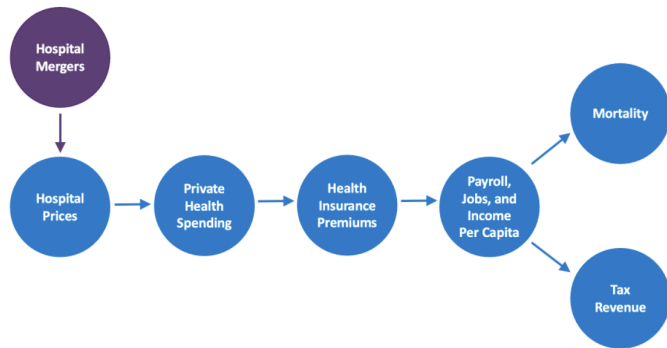 Hospital
Mergers
Hospital
Prices
Private
Health
Spending
Health
Insurance
Premiums
Payroll,
Jobs, and
Income
Per Capita
Mortality
Tax
Revenue